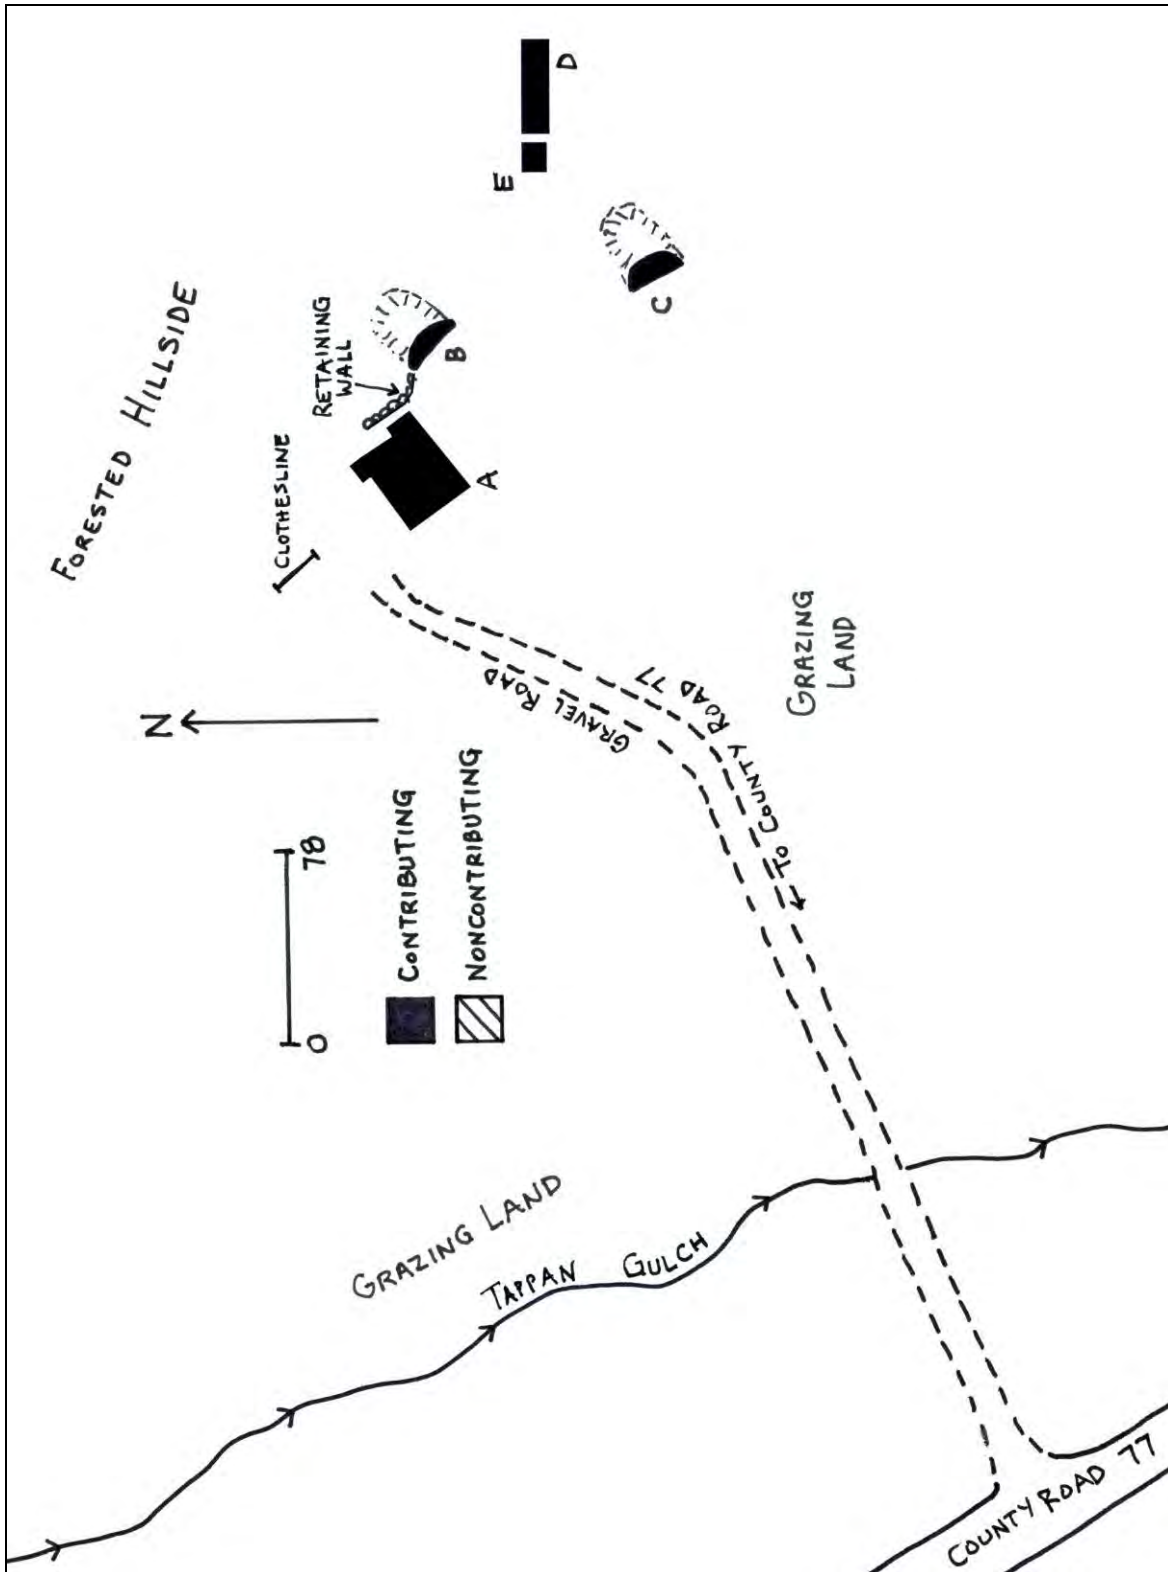 FORESTED HILLSIDE
CLOTHESLINE
RETAINING
WALL
A
B
C
D
E
N
0 78
CONTRIBUTING
NONCONTRIBUTING
GRAVEL ROAD
TO COUNTY ROAD 77
GRAZING
LAND
GRAZING LAND
TAPPAN GULCH
COUNTY ROAD 77